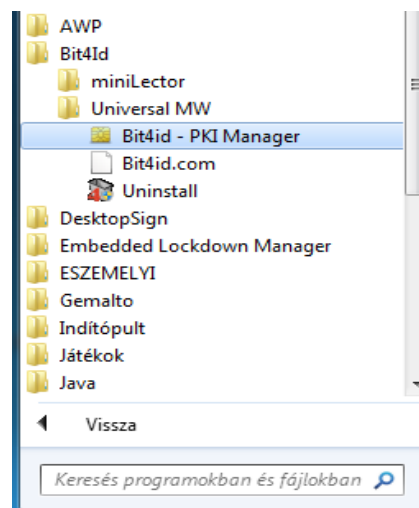 AWP
Bit4Id
miniLector
Universal MW
Bit4id - PKI Manager
Bit4id.com
Uninstall
DesktopSign
Embedded Lockdown Manager
ESZEMELYI
Gemalto
Indítópult
Játékok
Java
Vissza
Keresés programokban és fájlokban